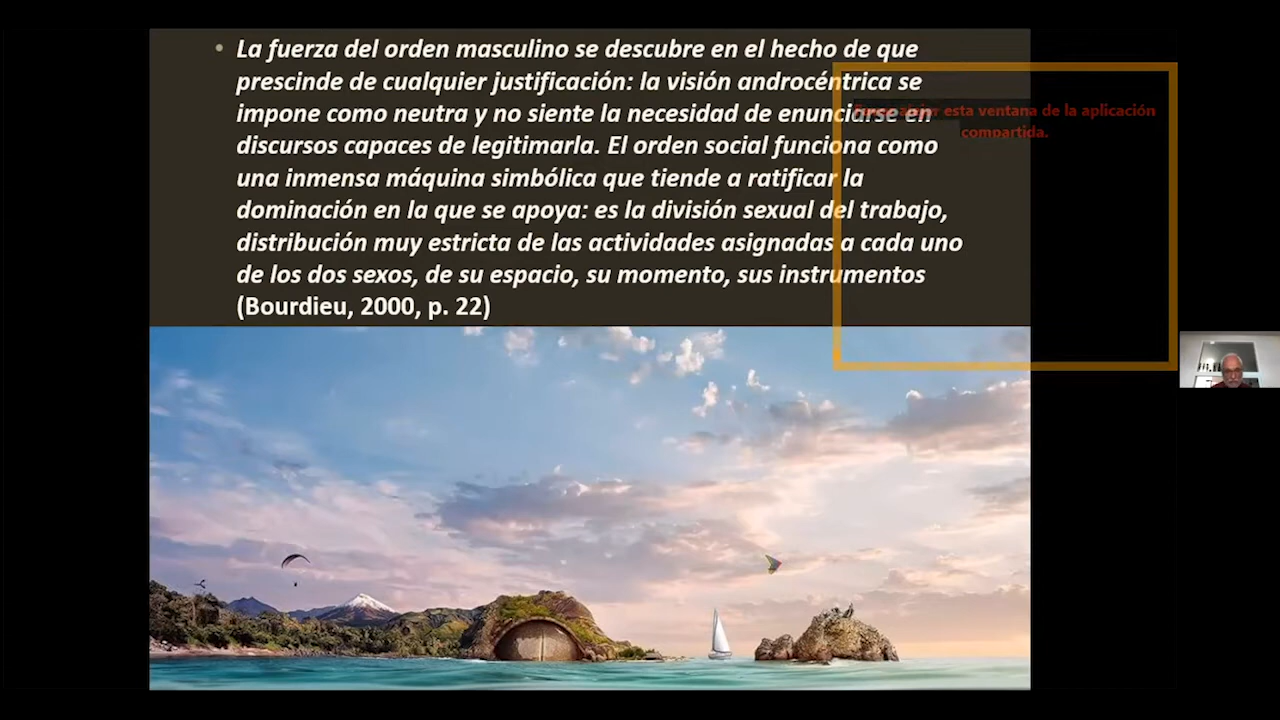 • La fuerza del orden masculino se descubre en el hecho de que
prescinde de cualquier justificación: la visión androcéntrica se
impone como neutra y no siente la necesidad de enunciarse en
discursos capaces de legitimarla. El orden social funciona como
una inmensa máquina simbólica que tiende a ratificar la
dominación en la que se apoya: es la división sexual del trabajo,
distribución muy estricta de las actividades asignadas a cada uno
de los dos sexos, de su espacio, su momento, sus instrumentos
(Bourdieu, 2000, p. 22)
esta ventana de la aplicación
compartida.